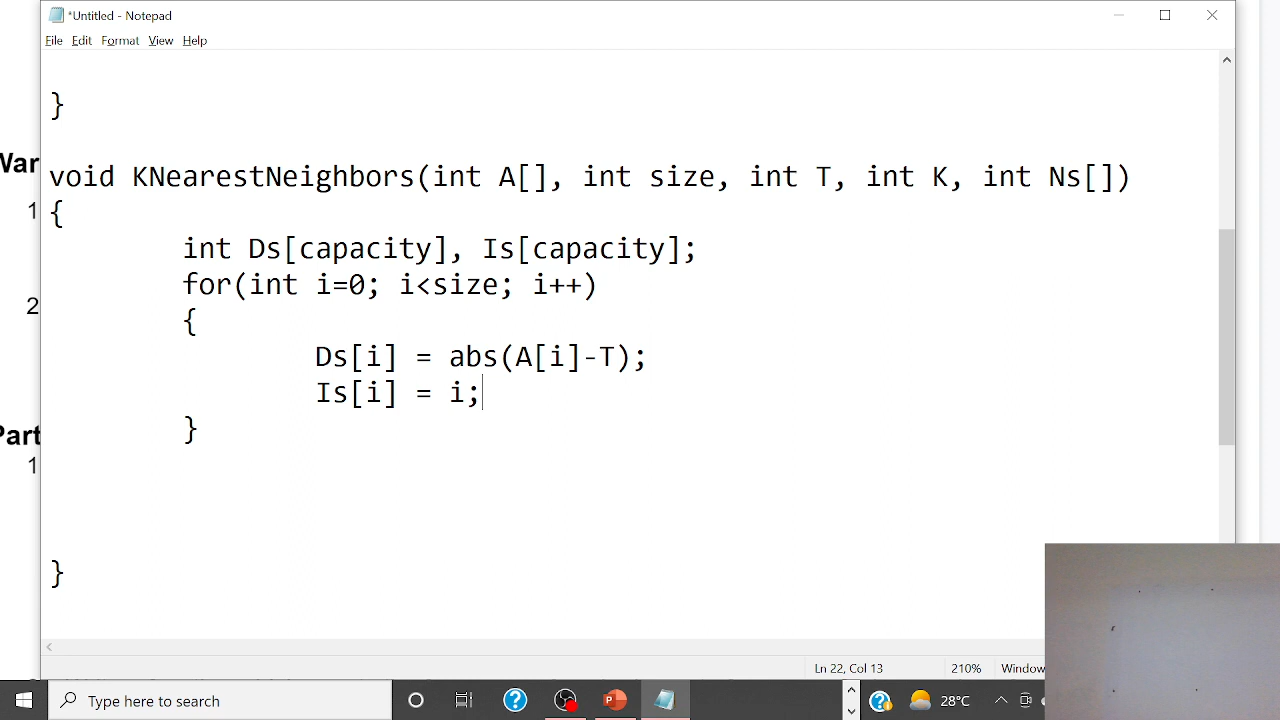 *Untitled - Notepad
File Edit Format View Help
}
War
void KNearestNeighbors(int A[], int size, int T, int K, int Ns[])
1
{
int Ds[capacity], Is[capacity];
for(int i=0; i<size; i++)
2
{
Ds[i] = abs(A[i]-T);
Is[i] = i;
}
Part
1
}
Ln 22, Col 13
210%
Window
Type here to search
28°C